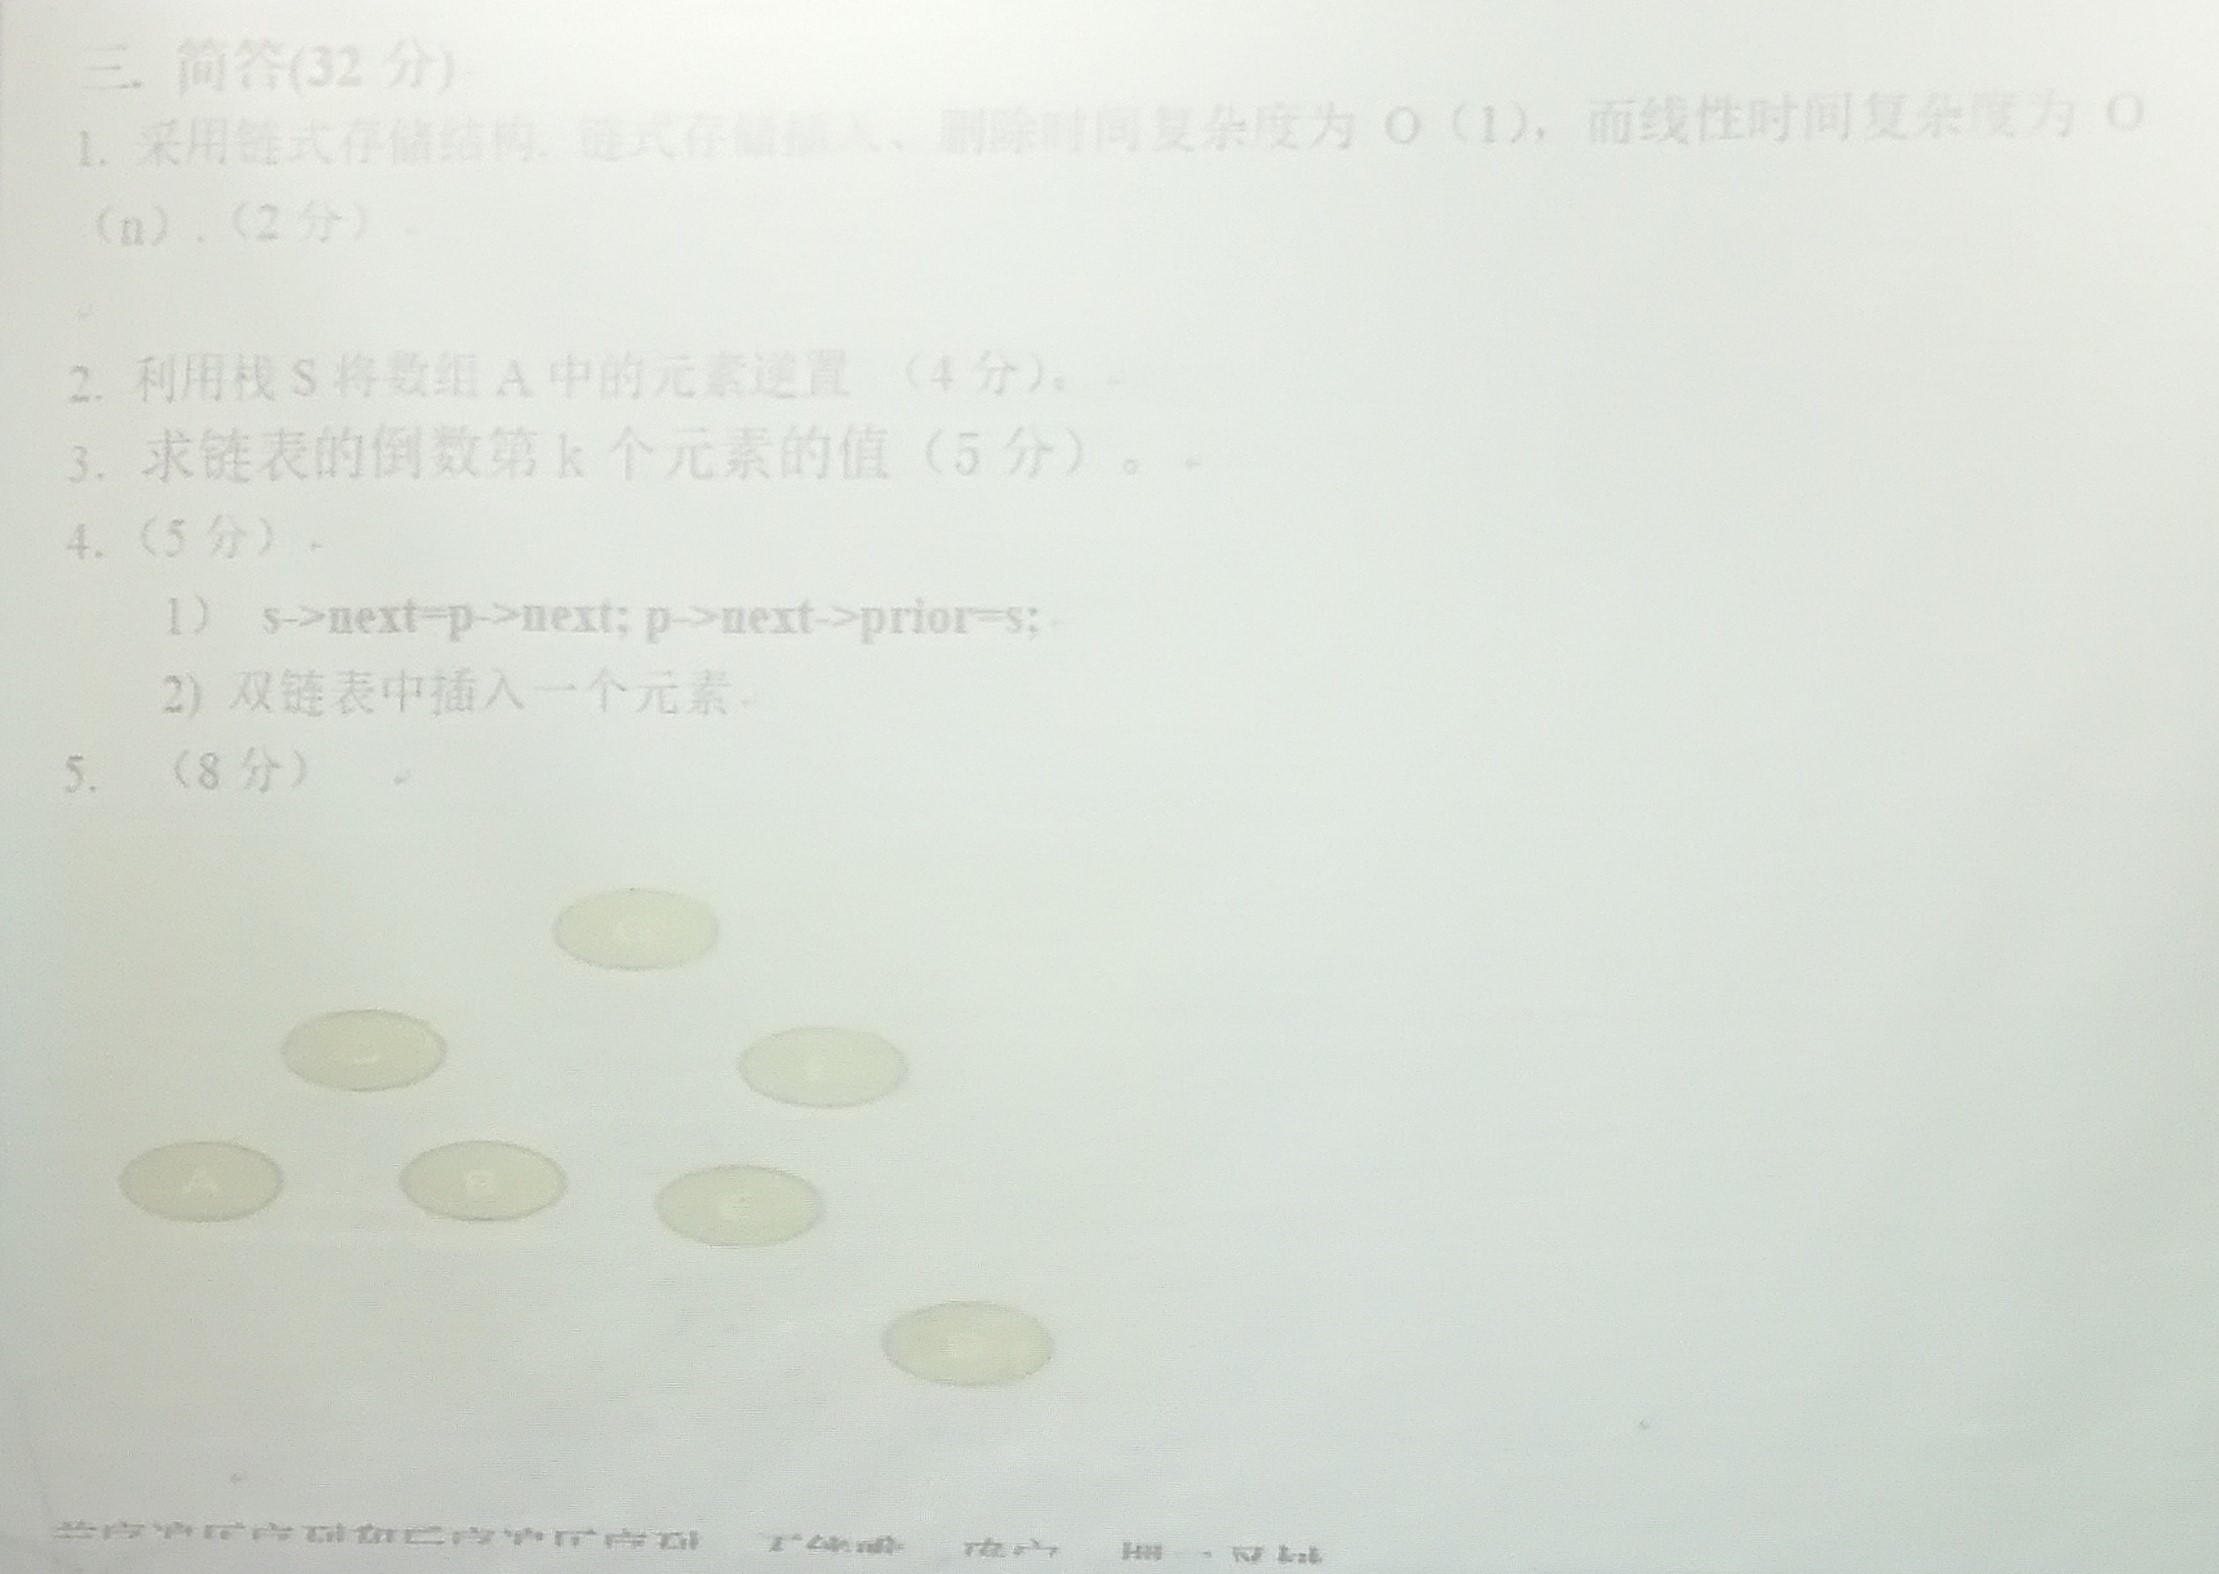 三. 简答(32 分)
1. 采用链式存储结构. 链式存储插入、删除时间复杂度为 O（1），而线性时间复杂度为 O
（n）.（2 分）
2. 利用栈 S 将数组 A 中的元素逆置 （4 分）。
3. 求链表的倒数第 k 个元素的值（5 分）。
4.（5 分）.
1） s->next=p->next; p->next->prior=s;
2) 双链表中插入一个元素
5. （8 分）
A
B